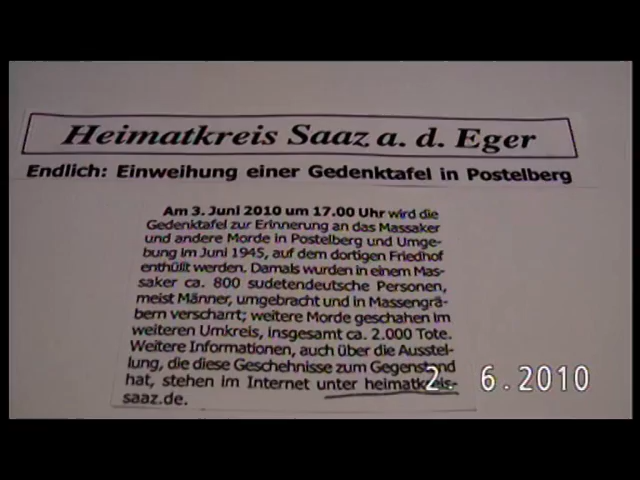 Heimatkreis Saaz a. d. Eger
Endlich: Einweihung einer Gedenktafel in Postelberg
Am 3. Juni 2010 um 17.00 Uhr wird die
Gedenktafel zur Erinnerung an das Massaker
und andere Morde in Postelberg und Umge-
bung im Juni 1945, auf dem dortigen Friedhof
enthüllt werden. Damals wurden in einem Mas-
saker ca. 800 sudetendeutsche Personen,
meist Männer, umgebracht und in Massengrä-
bern verscharrt; weitere Morde geschahen im
weiteren Umkreis, insgesamt ca. 2.000 Tote.
Weitere Informationen, auch über die Ausstel-
lung, die diese Geschehnisse zum Gegenstand
hat, stehen im Internet unter heimatkreis-
saaz.de.
2. 6.2010